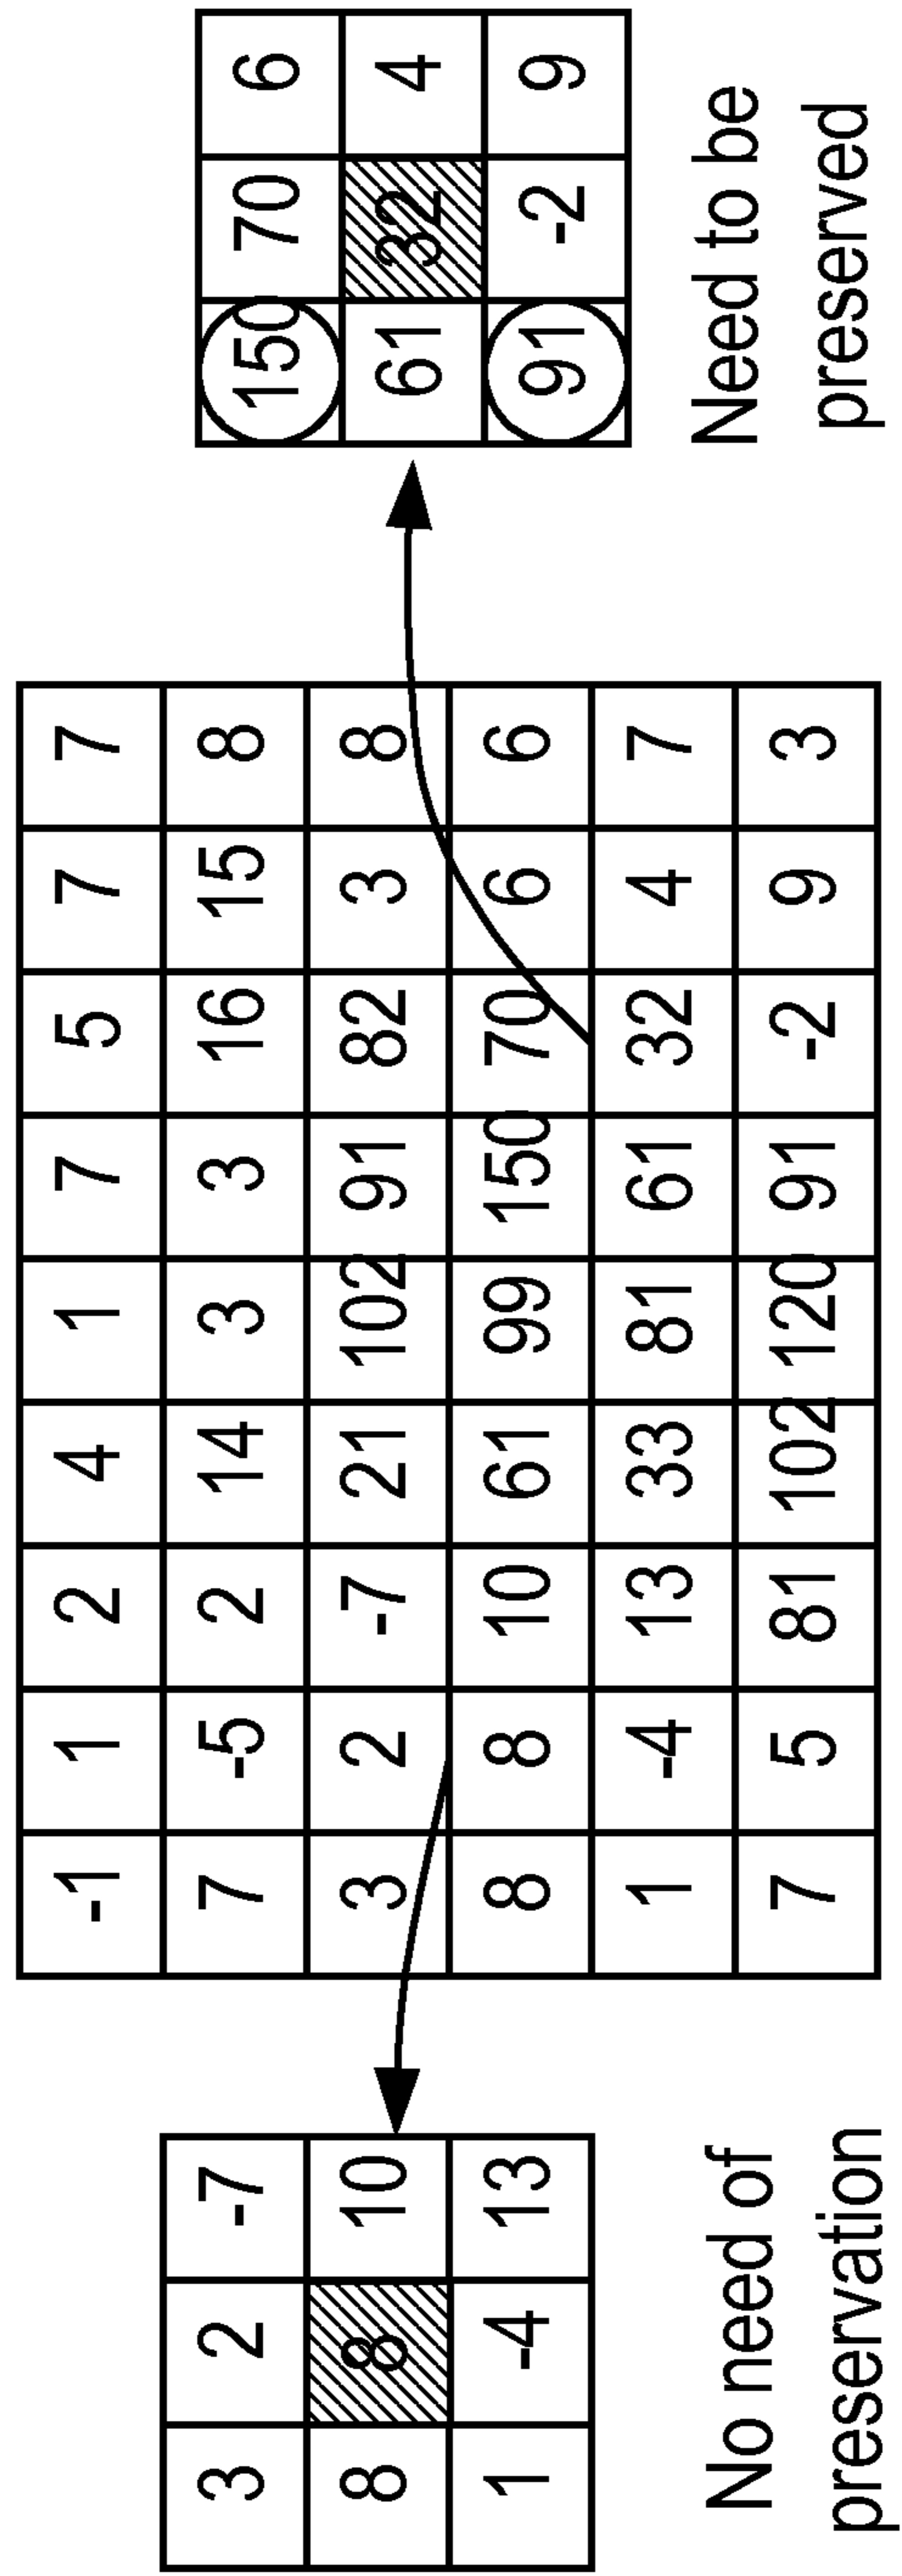 3 2 -7
8 8 10
1 -4 13
No need of
preservation
-1 1 2 4 1 7 5 7 7
7 -5 2 14 3 3 16 15 8
3 2 -7 21 102 91 82 3 8
8 8 10 61 99 150 70 6 6
1 -4 13 33 81 61 32 4 7
7 5 81 102 120 91 -2 9 3
150 70 6
61 32 4
91 -2 9
Need to be
preserved